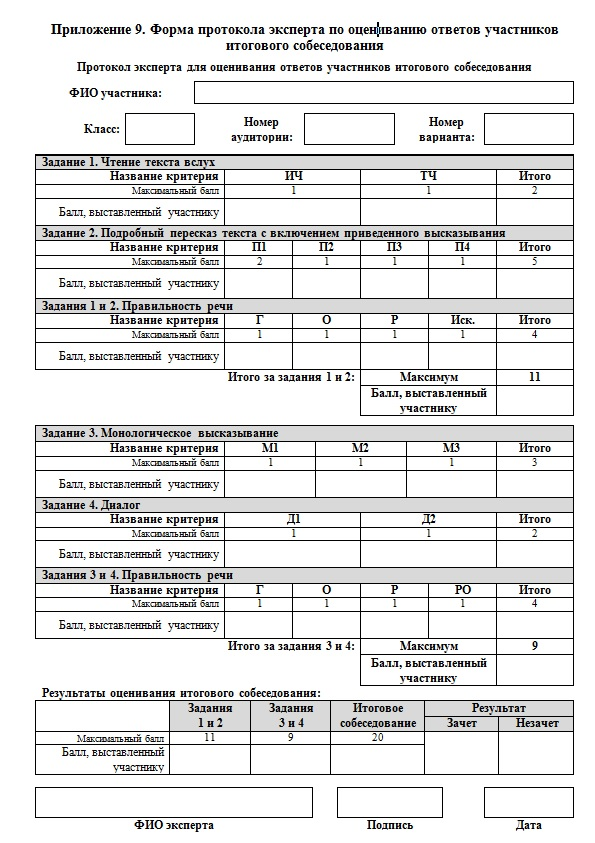 Приложение 9. Форма протокола эксперта по оцениванию ответов участников
итогового собеседования
Протокол эксперта для оценивания ответов участников итогового собеседования
ФИО участника:
Класс: Номер аудитории: Номер варианта:
Задание 1. Чтение текста вслух
Название критерия ИЧ ТЧ Итого
Максимальный балл 1 1 2
Балл, выставленный участнику
Задание 2. Подробный пересказ текста с включением приведенного высказывания
Название критерия П1 П2 П3 П4 Итого
Максимальный балл 2 1 1 1 5
Балл, выставленный участнику
Задания 1 и 2. Правильность речи
Название критерия Г О Р Иск. Итого
Максимальный балл 1 1 1 1 4
Балл, выставленный участнику
Итого за задания 1 и 2: Максимум 11
Балл, выставленный
участнику
Задание 3. Монологическое высказывание
Название критерия М1 М2 М3 Итого
Максимальный балл 1 1 1 3
Балл, выставленный участнику
Задание 4. Диалог
Название критерия Д1 Д2 Итого
Максимальный балл 1 1 2
Балл, выставленный участнику
Задания 3 и 4. Правильность речи
Название критерия Г О Р РО Итого
Максимальный балл 1 1 1 1 4
Балл, выставленный участнику
Итого за задания 3 и 4: Максимум 9
Балл, выставленный
участнику
Результаты оценивания итогового собеседования:
Задания 1 и 2 Задания 3 и 4 Итоговое собеседование Результат
Зачет Незачет
Максимальный балл 11 9 20
Балл, выставленный
участнику
ФИО эксперта Подпись Дата